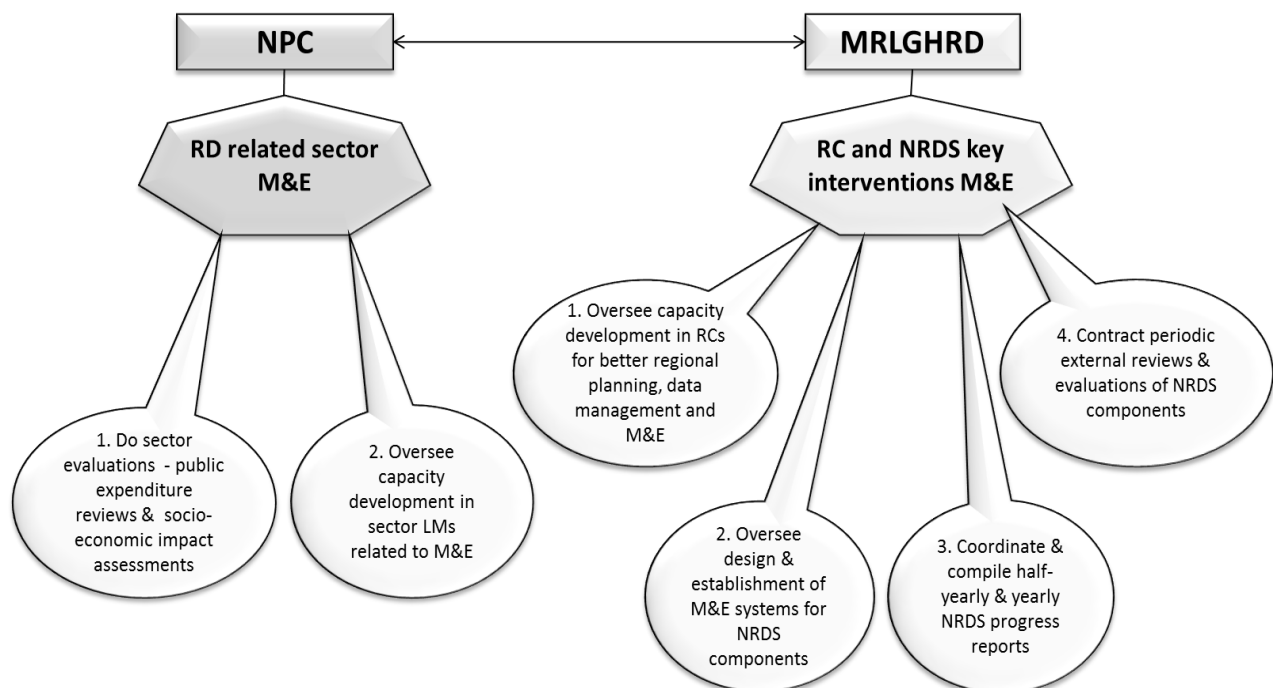 NPC
MRLGHRD
RD related sector
M&E
RC and NRDS key
interventions M&E
1. Do sector
evaluations - public
expenditure
reviews & socio-
economic impact
assessments
2. Oversee
capacity
development in
sector LMs
related to M&E
1. Oversee capacity
development in RCs
for better regional
planning, data
management and
M&E
2. Oversee
design &
establishment of
M&E systems for
NRDS
components
3. Coordinate &
compile half-
yearly & yearly
NRDS progress
reports
4. Contract periodic
external reviews &
evaluations of NRDS
components